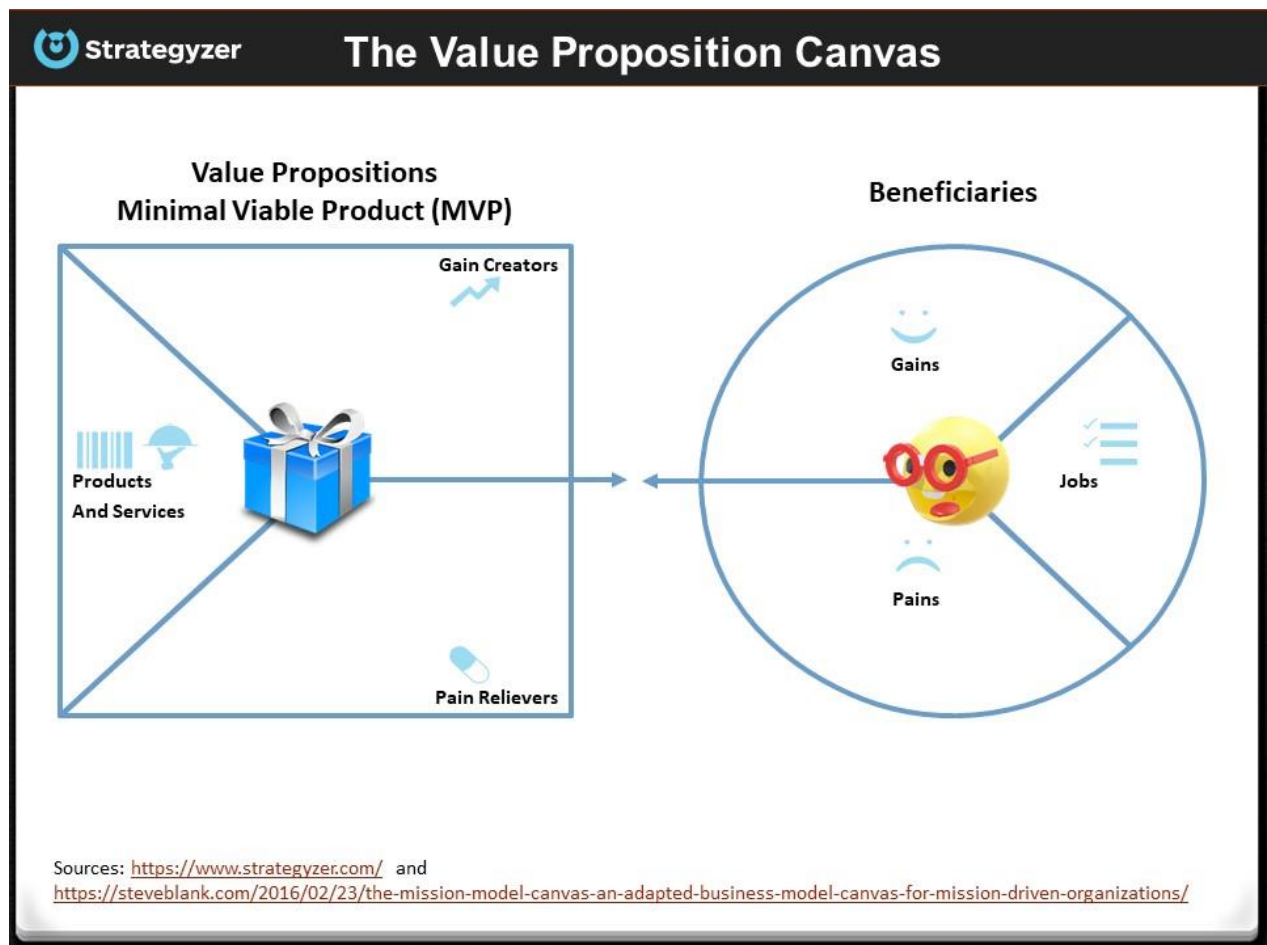 Strategyzer
The Value Proposition Canvas
Value Propositions
Minimal Viable Product (MVP)
Beneficiaries
Gain Creators
Products
And Services
Pain Relievers
Gains
Jobs
Pains
Sources: https://www.strategyzer.com/ and
https://steveblank.com/2016/02/23/the-mission-model-canvas-an-adapted-business-model-canvas-for-mission-driven-organizations/